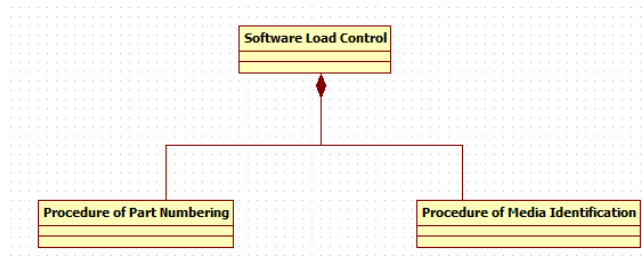 Software Load Control
Procedure of Part Numbering
Procedure of Media Identification